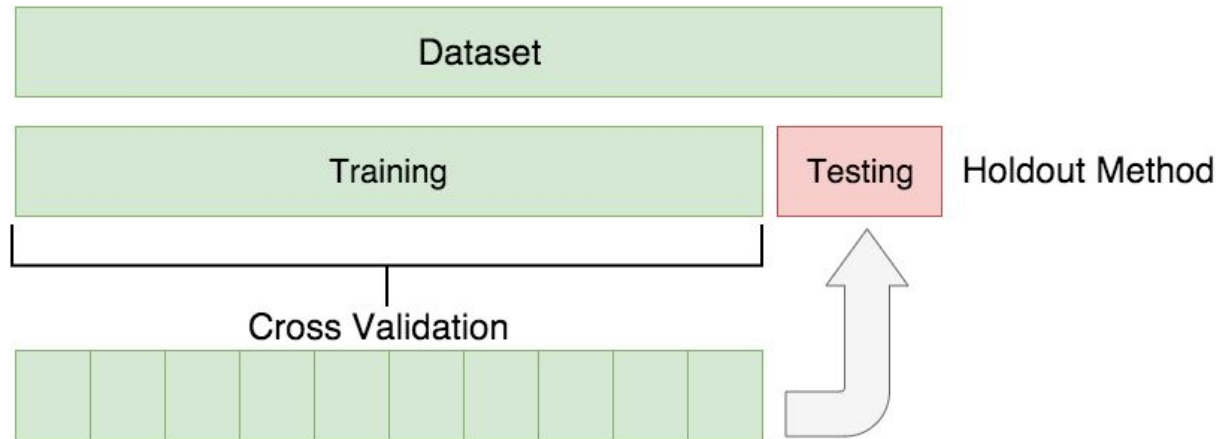 Dataset
Training
Testing
Holdout Method
Cross Validation